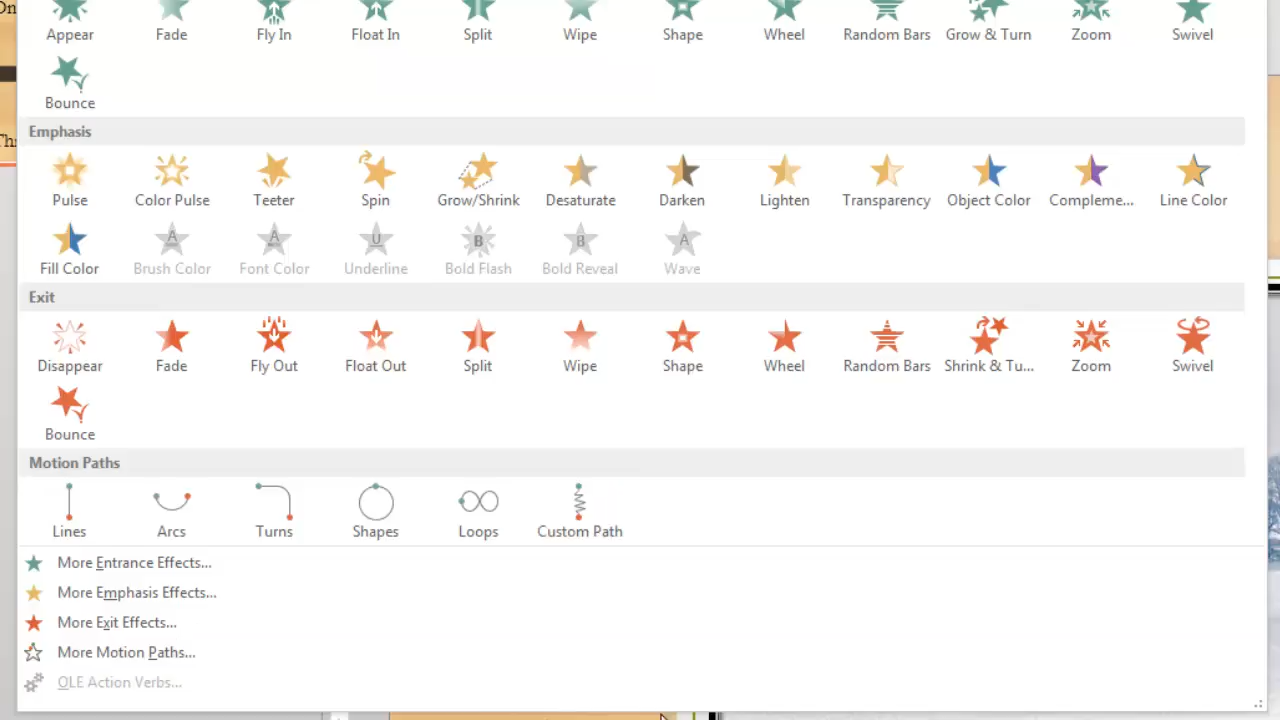 On
Appear Fade Fly In Float In Split Wipe Shape Wheel Random Bars Grow & Turn Zoom Swivel
Bounce
Emphasis
Pulse Color Pulse Teeter Spin Grow/Shrink Desaturate Darken Lighten Transparency Object Color Compleme... Line Color
Fill Color Brush Color Font Color Underline Bold Flash Bold Reveal Wave
Exit
Disappear Fade Fly Out Float Out Split Wipe Shape Wheel Random Bars Shrink & Tu... Zoom Swivel
Bounce
Motion Paths
Lines Arcs Turns Shapes Loops Custom Path
More Entrance Effects...
More Emphasis Effects...
More Exit Effects...
More Motion Paths...
OLE Action Verbs...